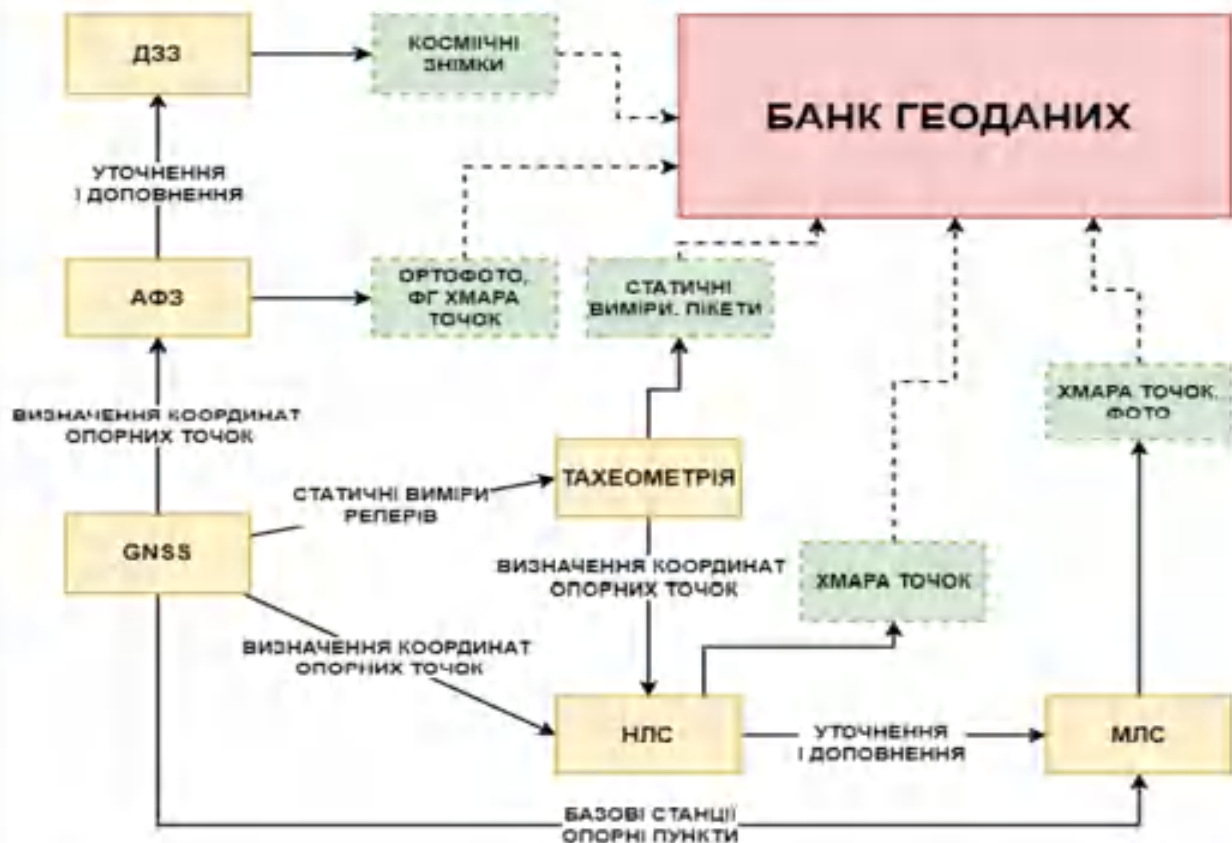 ДЗЗ
КОСМІІЧНІ
ЗНІМКИ
БАНК ГЕОДАНИХ
УТОЧНЕННЯ
І ДОПОВНЕННЯ
АФЗ
ОРТОФОТО,
ФГ ХМАРА
ТОЧОК
СТАТИЧНІ
ВИМІРИ. ПІКЕТИ
ХМАРА ТОЧОК.
ФОТО
ВИЗНАЧЕННЯ КООРДИНАТ
ОПОРНИХ ТОЧОК
ТАХЕОМЕТРІЯ
СТАТИЧНІ ВИМІРИ
РЕПЕРІВ
GNSS
ВИЗНАЧЕННЯ КООРДИНАТ
ОПОРНИХ ТОЧОК
ХМАРА ТОЧОК
ВИЗНАЧЕННЯ КООРДИНАТ
ОПОРНИХ ТОЧОК
НЛС
УТОЧНЕННЯ
І ДОПОВНЕННЯ
МЛС
БАЗОВІ СТАНЦІЇ
ОПОРНІ ПУНКТИ